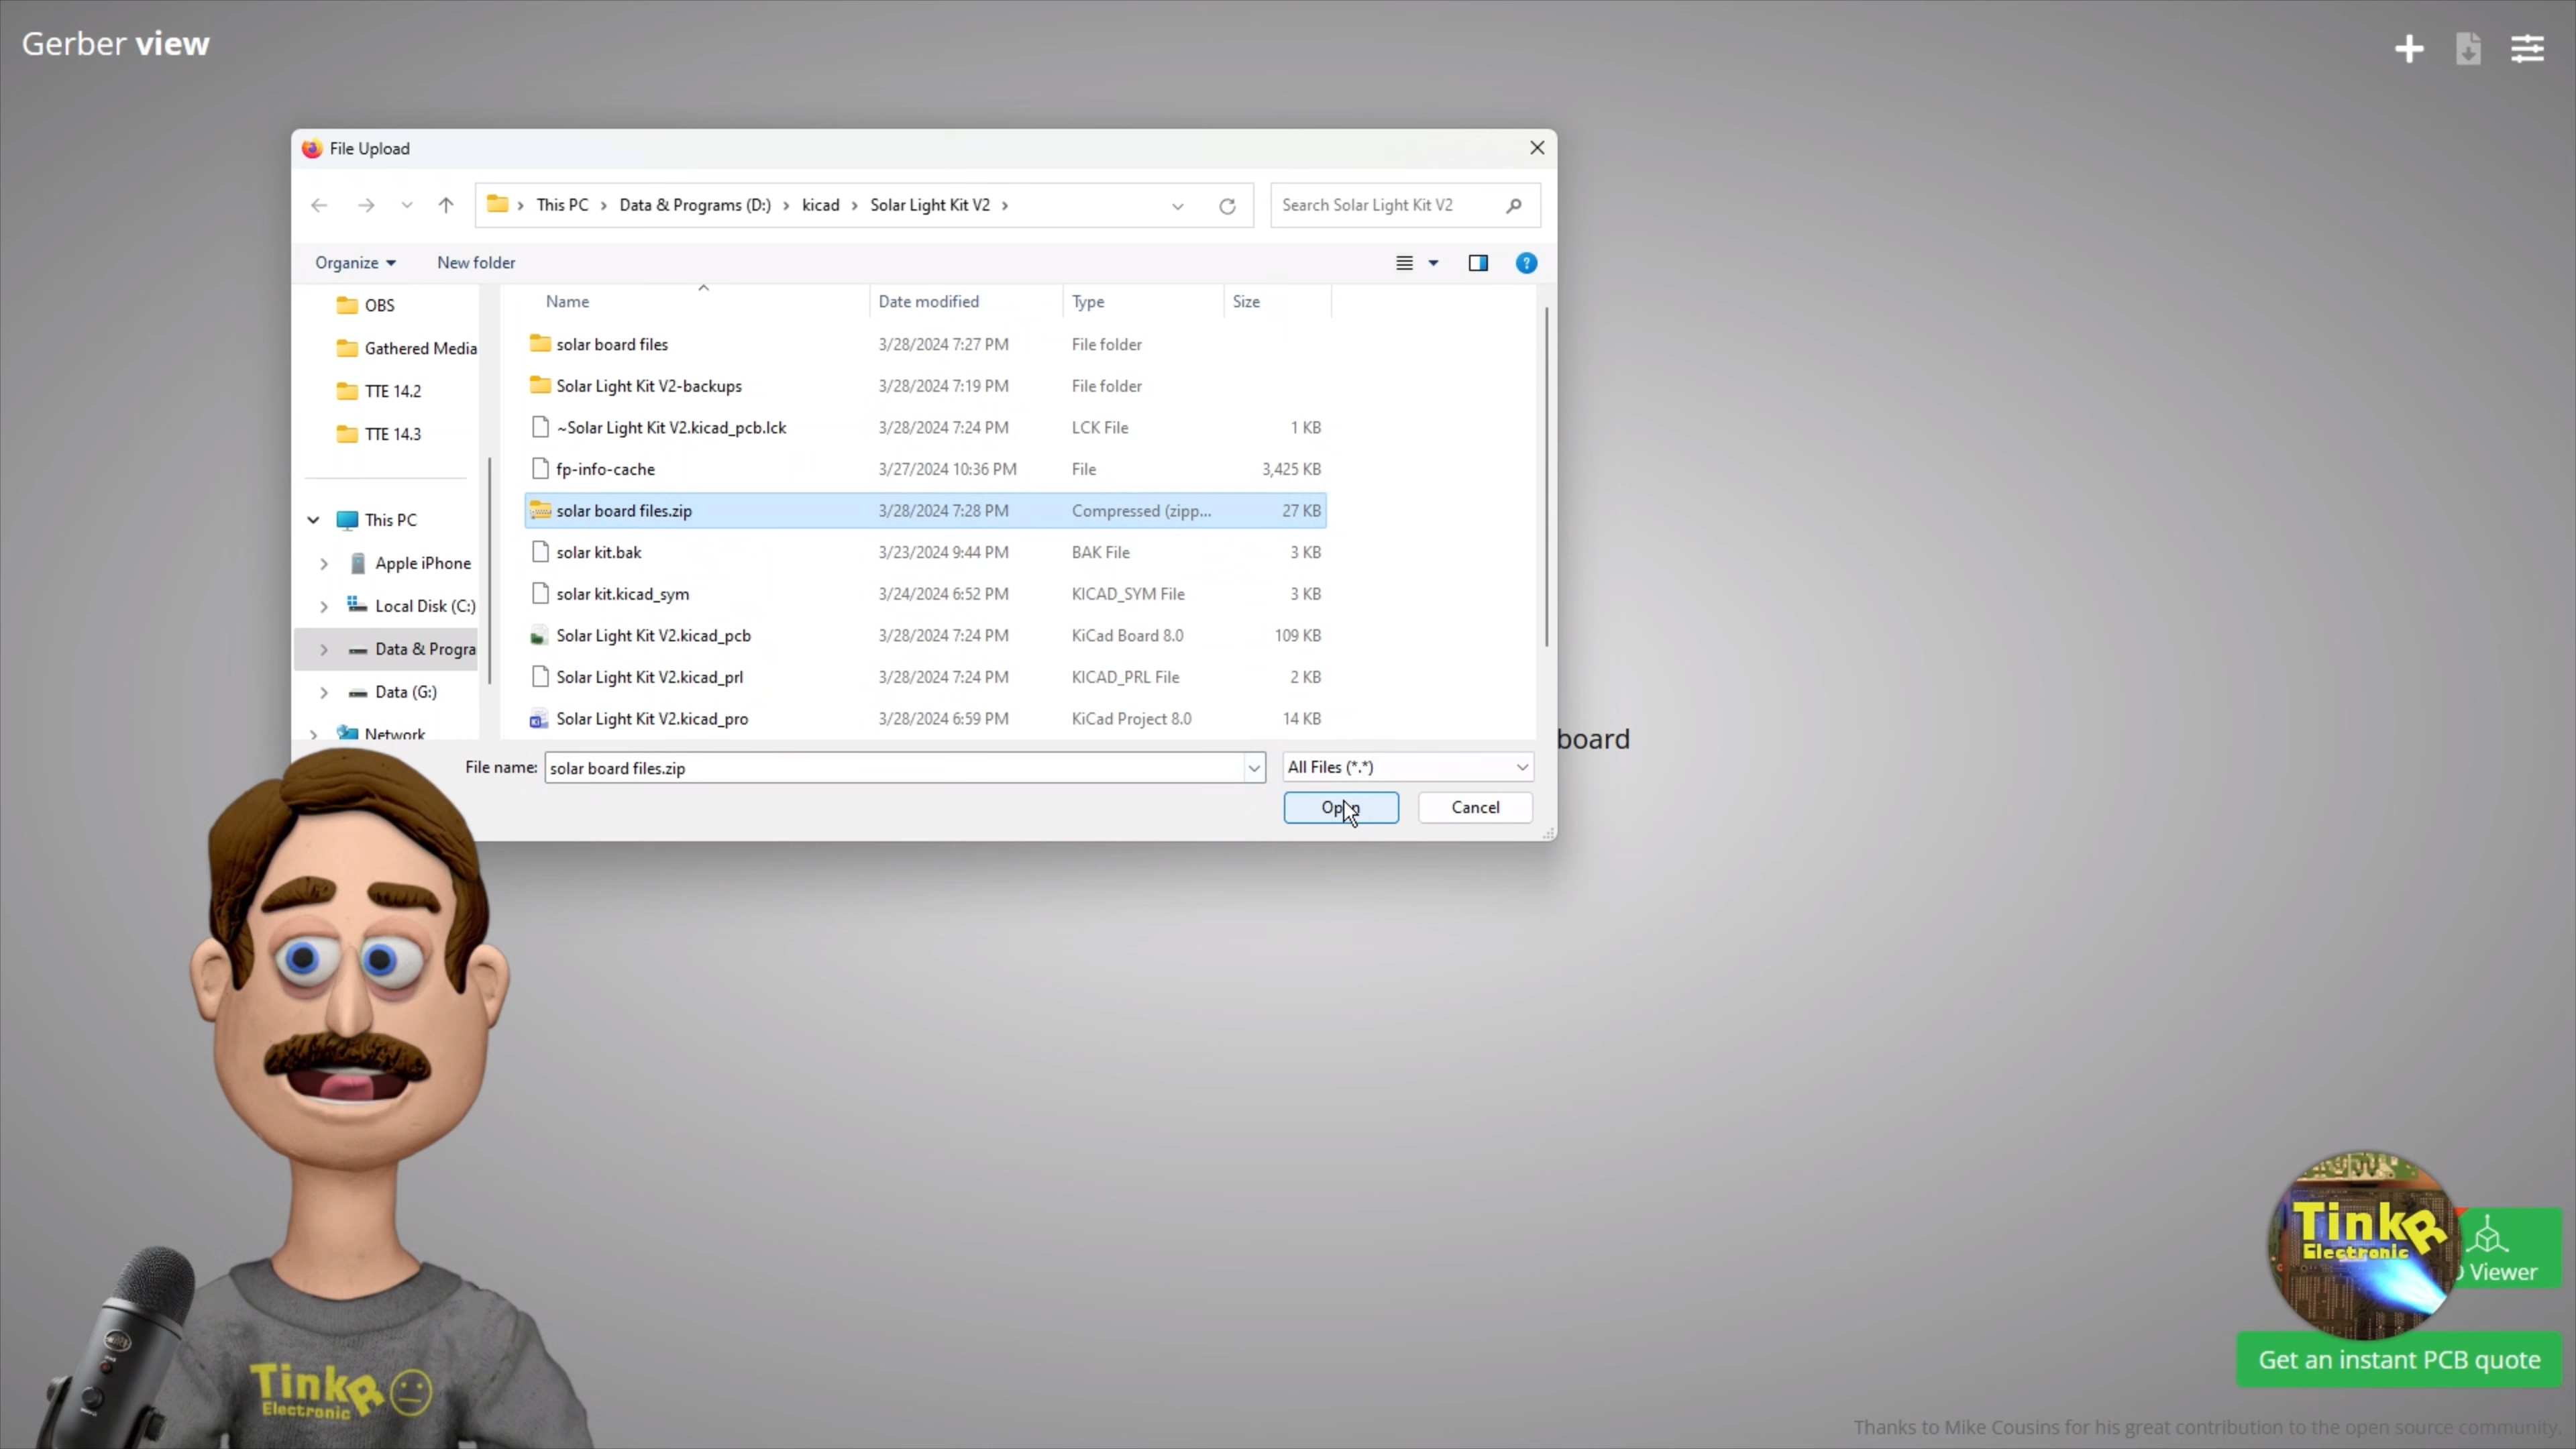 Gerber view
File Upload
This PC > Data & Programs (D:) > kicad > Solar Light Kit V2 >
Search Solar Light Kit V2
Organize
New folder
OBS
Gathered Media
TTE 14.2
TTE 14.3
This PC
Apple iPhone
Local Disk (C:)
Data & Progra
Data (G:)
Network
Name Date modified Type Size
solar board files 3/28/2024 7:27 PM File folder
Solar Light Kit V2-backups 3/28/2024 7:19 PM File folder
~Solar Light Kit V2.kicad_pcb.lck 3/28/2024 7:24 PM LCK File 1 KB
fp-info-cache 3/27/2024 10:36 PM File 3,425 KB
solar board files.zip 3/28/2024 7:28 PM Compressed (zipp... 27 KB
solar kit.bak 3/23/2024 9:44 PM BAK File 3 KB
solar kit.kicad_sym 3/24/2024 6:52 PM KICAD_SYM File 3 KB
Solar Light Kit V2.kicad_pcb 3/28/2024 7:24 PM KiCad Board 8.0 109 KB
Solar Light Kit V2.kicad_prl 3/28/2024 7:24 PM KICAD_PRL File 2 KB
Solar Light Kit V2.kicad_pro 3/28/2024 6:59 PM KiCad Project 8.0 14 KB
board
File name: solar board files.zip
All Files (*.*)
Open
Cancel
TinkR
Electronic
TinkR
Electronic
Viewer
Get an instant PCB quote
Thanks to Mike Cousins for his great contribution to the open source community.